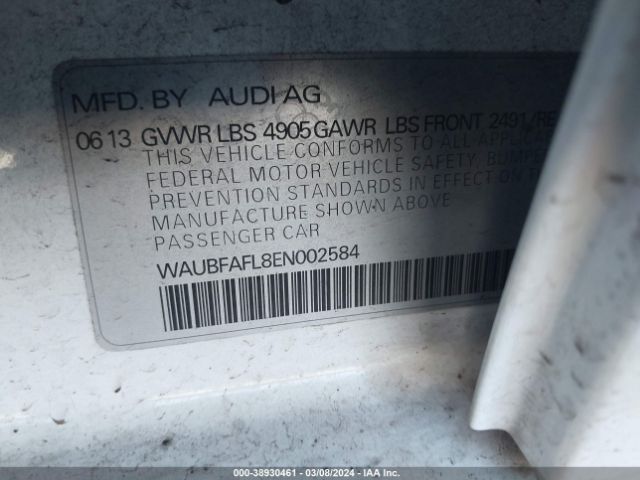 MFD. BY AUDI AG
06 13 GVWR LBS 4905 GAWR LBS FRONT 2491/RE
THIS VEHICLE CONFORMS TO ALL
FEDERAL MOTOR VEHICLE SAFETY,
PREVENTION STANDARDS IN EFFECT ON
MANUFACTURE SHOWN ABOVE
PASSENGER CAR
WAUBFAFL8EN002584
000-38930461 - 03/08/2024 - IAA Inc.